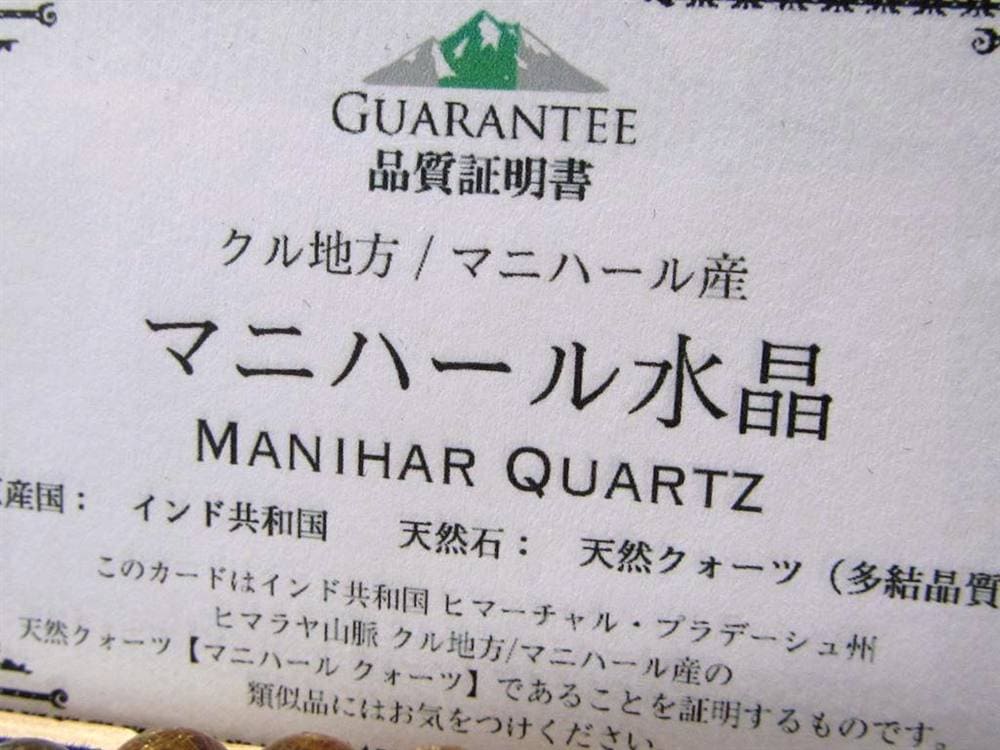 GUARANTEE
品質証明書
クル地方 / マニハール産
マニハール水晶
MANIHAR QUARTZ
産国： インド共和国 天然石： 天然クォーツ（多結晶質
このカードはインド共和国 ヒマーチャル・プラデーシュ州
ヒマラヤ山脈 クル地方/マニハール産の
天然クォーツ【マニハール クォーツ】であることを証明するものです。
類似品にはお気をつけください